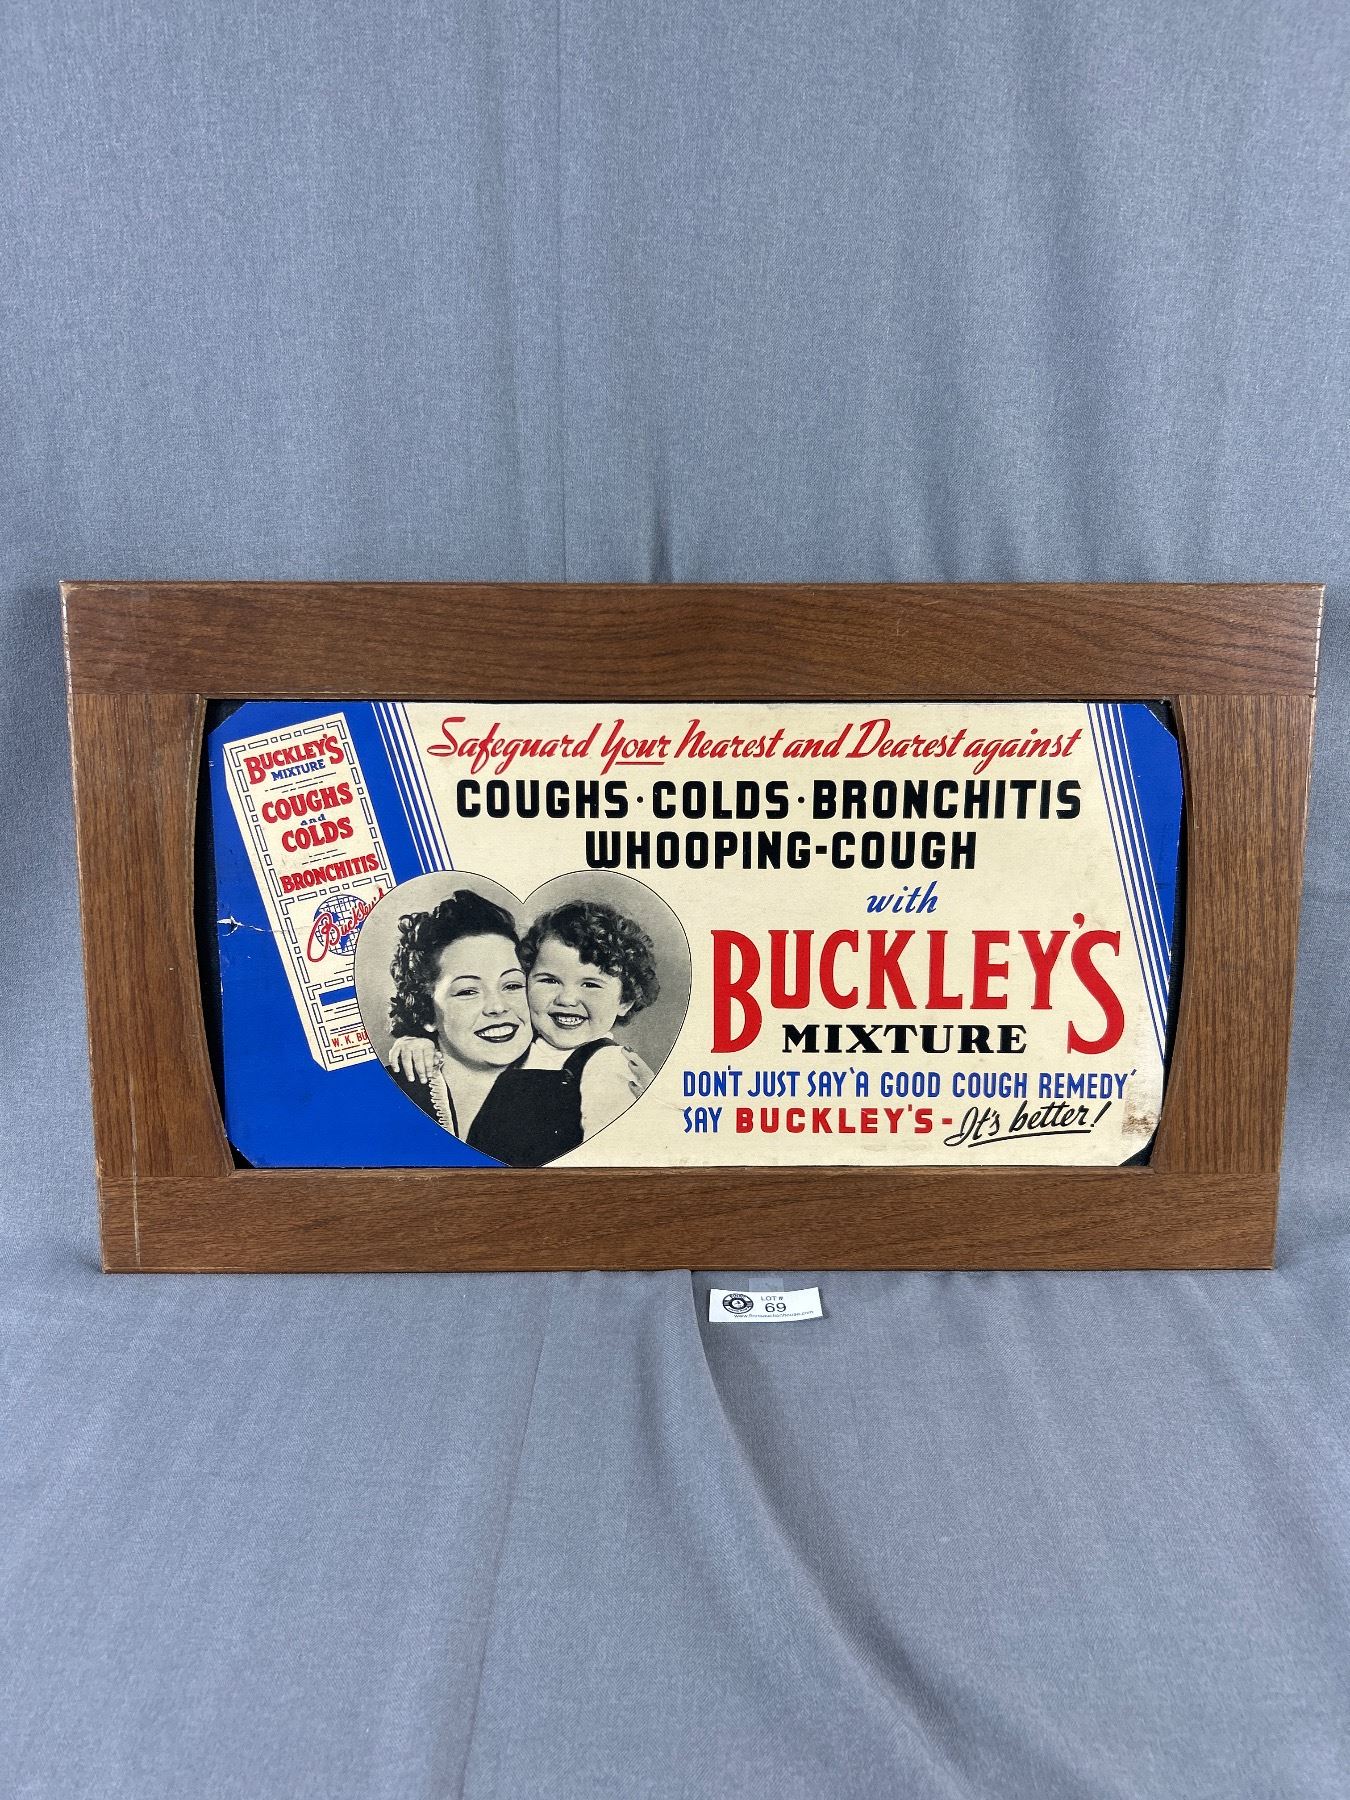 Safeguard Your Nearest and Dearest against
COUGHS · COLDS · BRONCHITIS
WHOOPING-COUGH
with
BUCKLEY'S
MIXTURE
DON'T JUST SAY 'A GOOD COUGH REMEDY'
SAY BUCKLEY'S - It's better!
BUCKLEY'S
MIXTURE
COUGHS
and
COLDS
BRONCHITIS
Buckley's
W. K.
LOT #
69